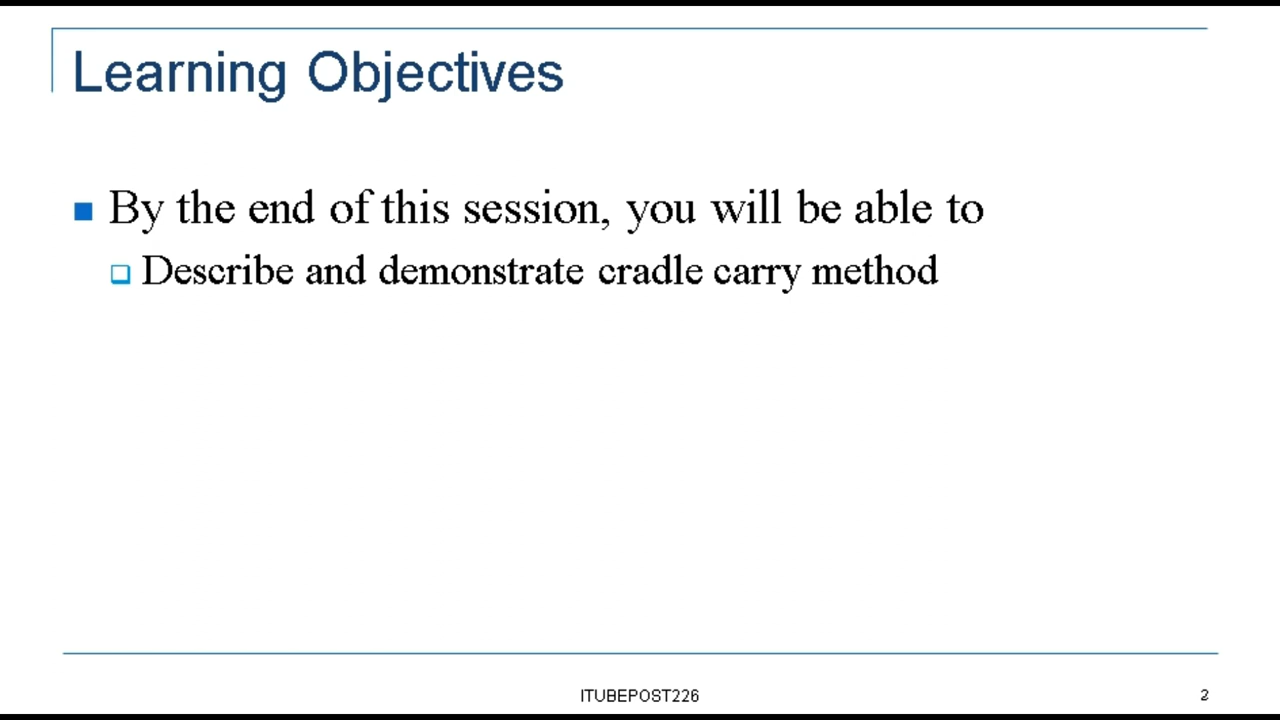 Learning Objectives
By the end of this session, you will be able to
Describe and demonstrate cradle carry method
ITUBEPOST226
2